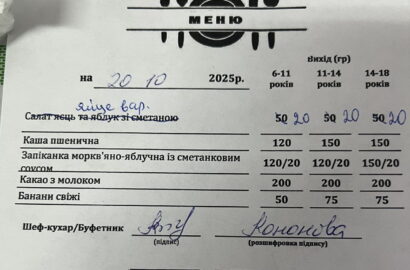 МЕНЮ
на 20 10 2025р. Вихід (гр)
6-11 років 11-14 років 14-18 років
яйце вар.
Салат яєць та яблук зі сметаною 50 20 50 20 50 20
Каша пшенична 120 150 150
Запіканка моркв'яно-яблучна із сметанковим соусом 120/20 120/20 150/20
Какао з молоком 200 200 200
Банани свіжі 50 75 75
Шеф-кухар/Буфетник Кононова
(підпис) (розшифровка підпису)